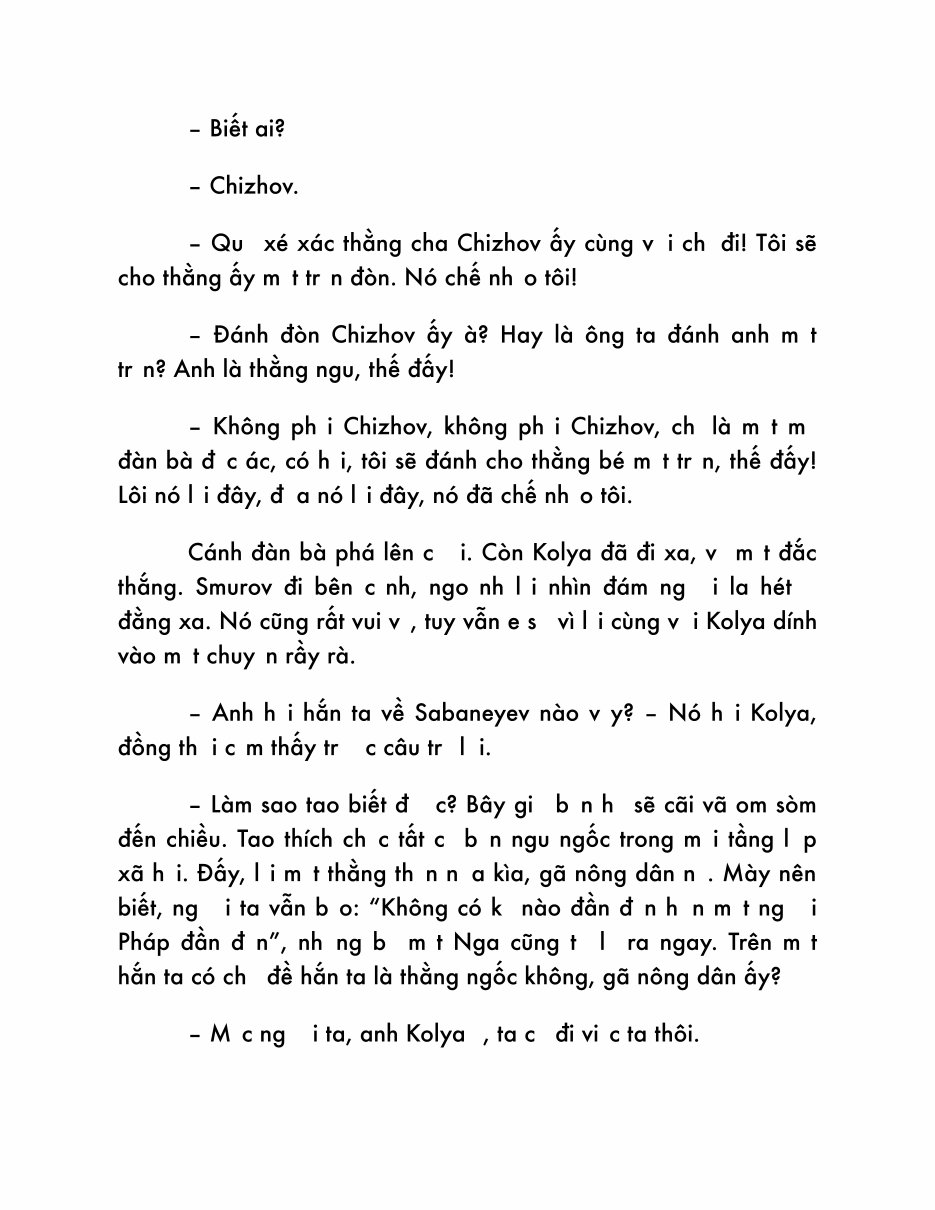 – Biết ai?
– Chizhov.
– Qu  xé xác thằng cha Chizhov ấy cùng v i ch  đi! Tôi sẽ
cho thằng ấy m t tr n đòn. Nó chế nh o tôi!
– Đánh đòn Chizhov ấy à? Hay là ông ta đánh anh m t
tr n? Anh là thằng ngu, thế đấy!
– Không ph i Chizhov, không ph i Chizhov, ch  là m t m
đàn bà đ c ác, có h i, tôi sẽ đánh cho thằng bé m t tr n, thế đấy!
Lôi nó l i đây, đ a nó l i đây, nó đã chế nh o tôi.
Cánh đàn bà phá lên c  i. Còn Kolya đã đi xa, v  m t đắc
thắng. Smurov đi bên c nh, ngo nh l i nhìn đám ng  i la hét
đằng xa. Nó cũng rất vui v , tuy vẫn e s  vì l i cùng v i Kolya dính
vào m t chuy n rầy rà.
– Anh h i hắn ta về Sabaneyev nào v y? – Nó h i Kolya,
đồng th i c m thấy tr  c câu tr  l i.
– Làm sao tao biết đ  c? Bây gi  b n h  sẽ cãi vã om sòm
đến chiều. Tao thích ch c tất c  b n ngu ngốc trong m i tầng l p
xã h i. Đấy, l i m t thằng th n n a kìa, gã nông dân n . Mày nên
biết, ng  i ta vẫn b o: “Không có k  nào đần đ n h n m t ng  i
Pháp đần đ n”, nh ng b  m t Nga cũng t  l  ra ngay. Trên m t
hắn ta có ch  đề hắn ta là thằng ngốc không, gã nông dân ấy?
– M c ng  i ta, anh Kolya  , ta c  đi vi c ta thôi.